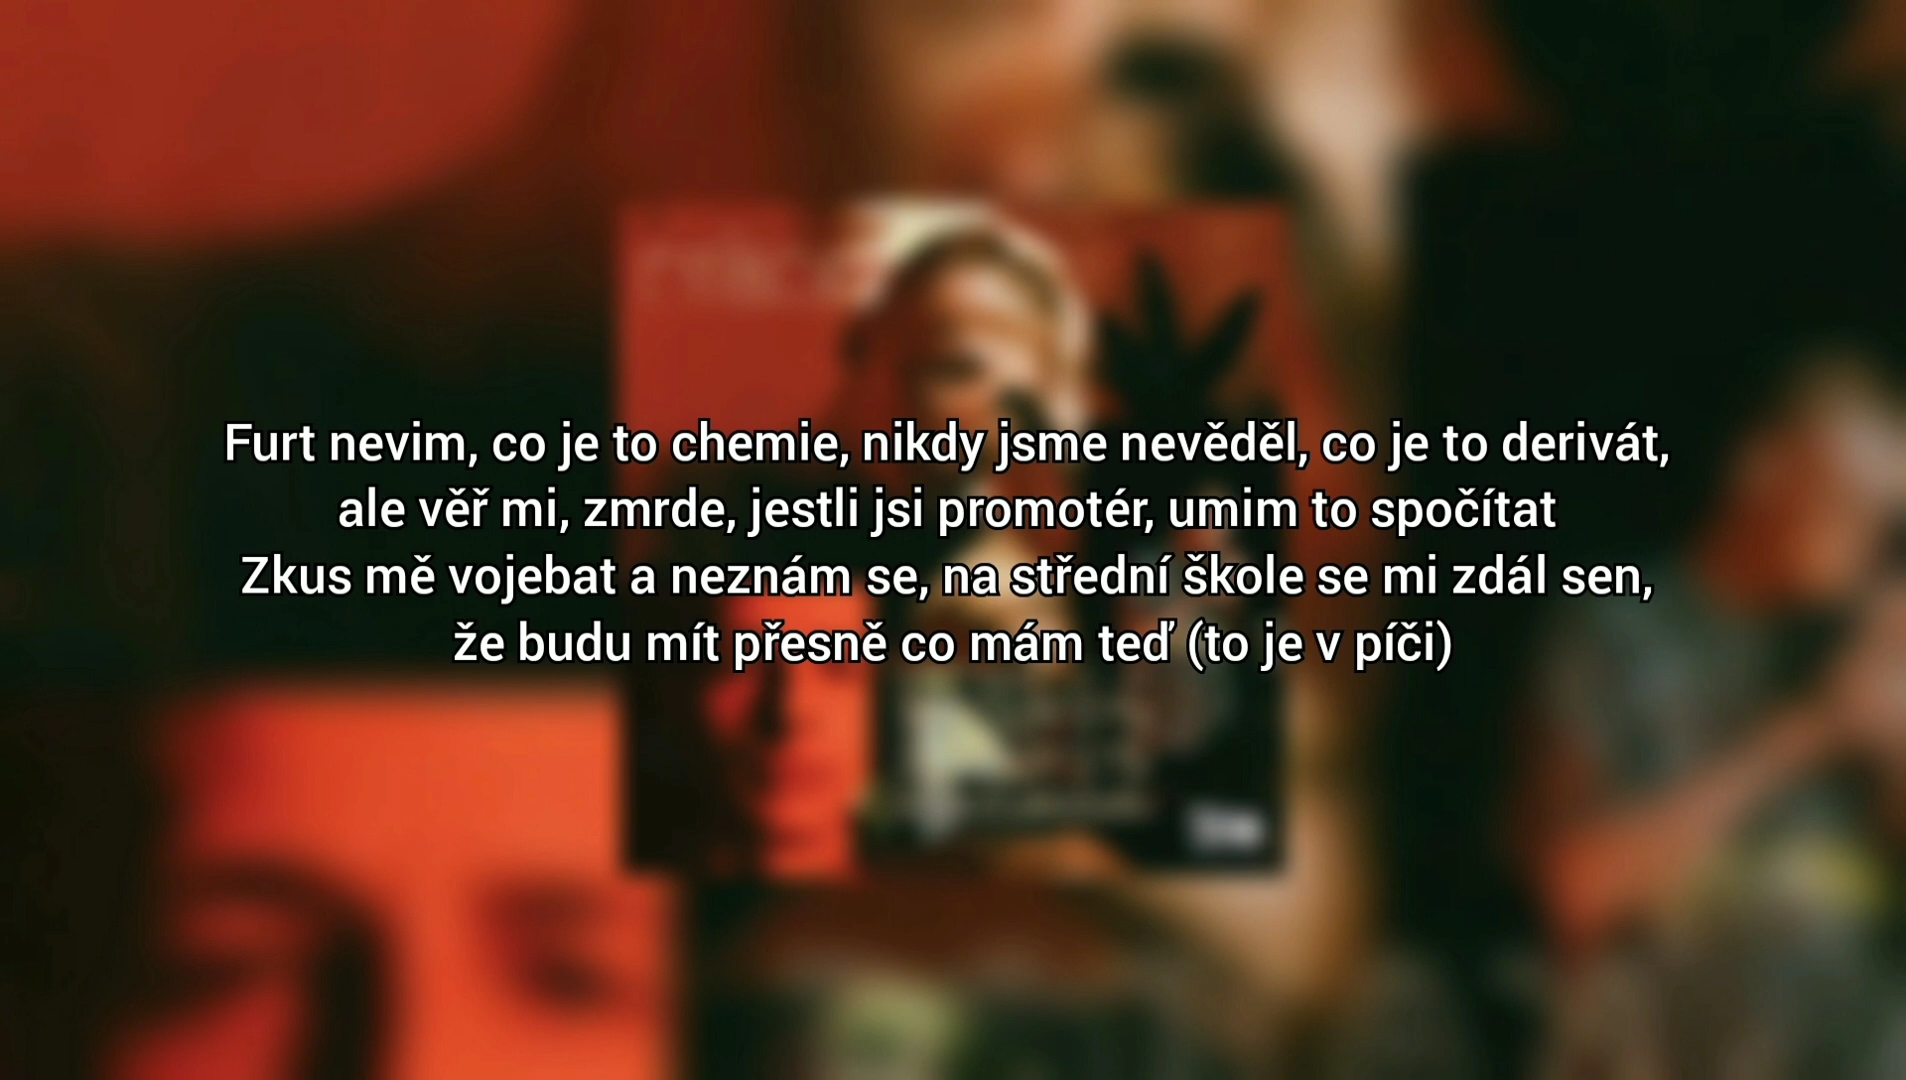 Furt nevim, co je to chemie, nikdy jsme nevěděl, co je to derivát,
ale věř mi, zmrde, jestli jsi promotér, umim to spočítat
Zkus mě vojebat a neznám se, na střední škole se mi zdál sen,
že budu mít přesně co mám teď (to je v píči)